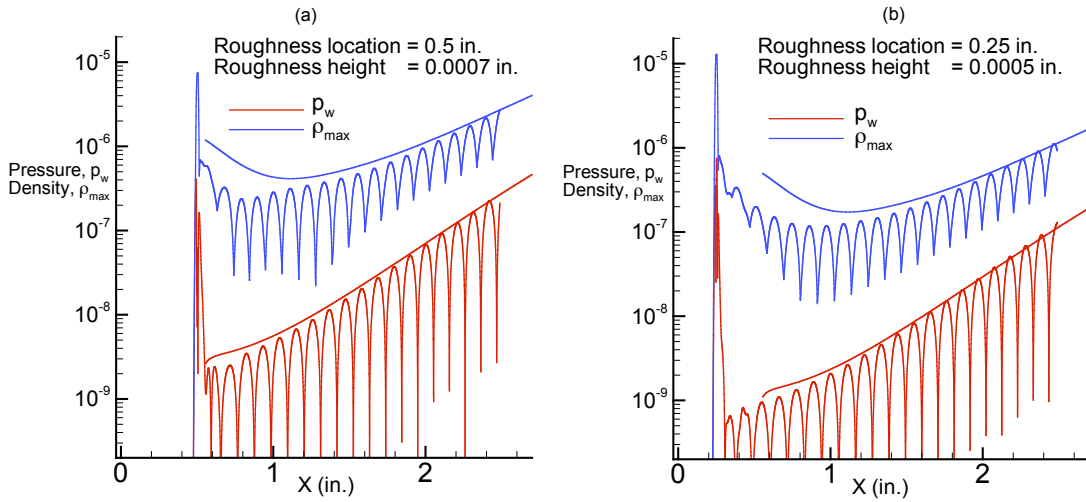 (a)
Roughness location = 0.5 in.
Roughness height = 0.0007 in.
p_w
ρ_max
Pressure, p_w
Density, ρ_max
10^-5
10^-6
10^-7
10^-8
10^-9
0 1 2
X (in.)
(b)
Roughness location = 0.25 in.
Roughness height = 0.0005 in.
p_w
ρ_max
Pressure, p_w
Density, ρ_max
10^-5
10^-6
10^-7
10^-8
10^-9
0 1 2
X (in.)